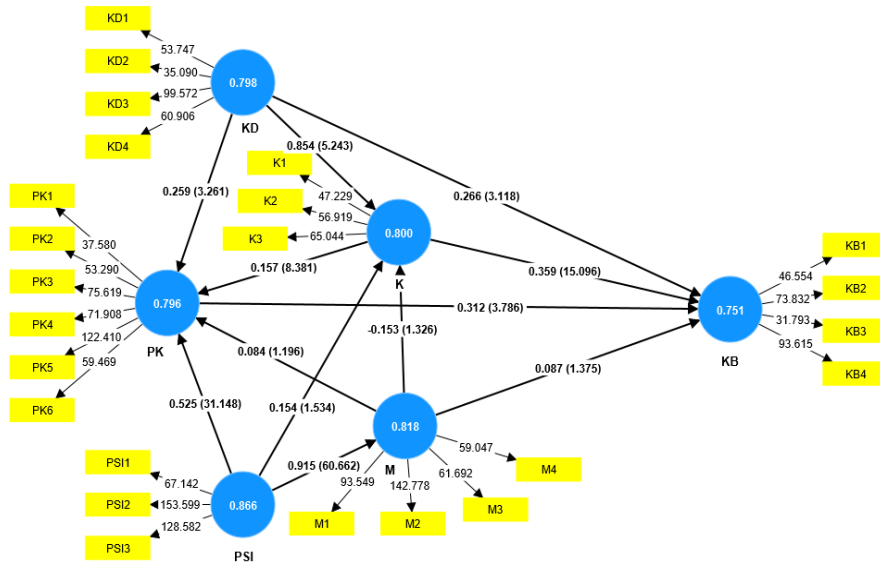 KD1
53.747
KD2
35.090
0.798
KD3
99.572
60.906
KD
KD4
0.854 (5.243)
K1
47.229
0.259 (3.261)
0.266 (3.118)
PK1
K2
56.919
37.580
K3
65.044
0.800
PK2
53.290
0.359 (15.096)
KB1
46.554
PK3
75.619
0.157 (8.381)
K
KB2
73.832
0.796
0.312 (3.786)
0.751
PK4
71.908
-0.153 (1.326)
31.793
KB3
122.410
PK
0.084 (1.196)
93.615
PK5
59.469
KB
KB4
0.087 (1.375)
PK6
0.525 (31.148)
0.154 (1.534)
0.818
59.047
PSI1
67.142
0.915 (60.662)
M
M4
93.549
142.778
61.692
PSI2
153.599
0.866
M3
128.582
M1
M2
PSI3
PSI